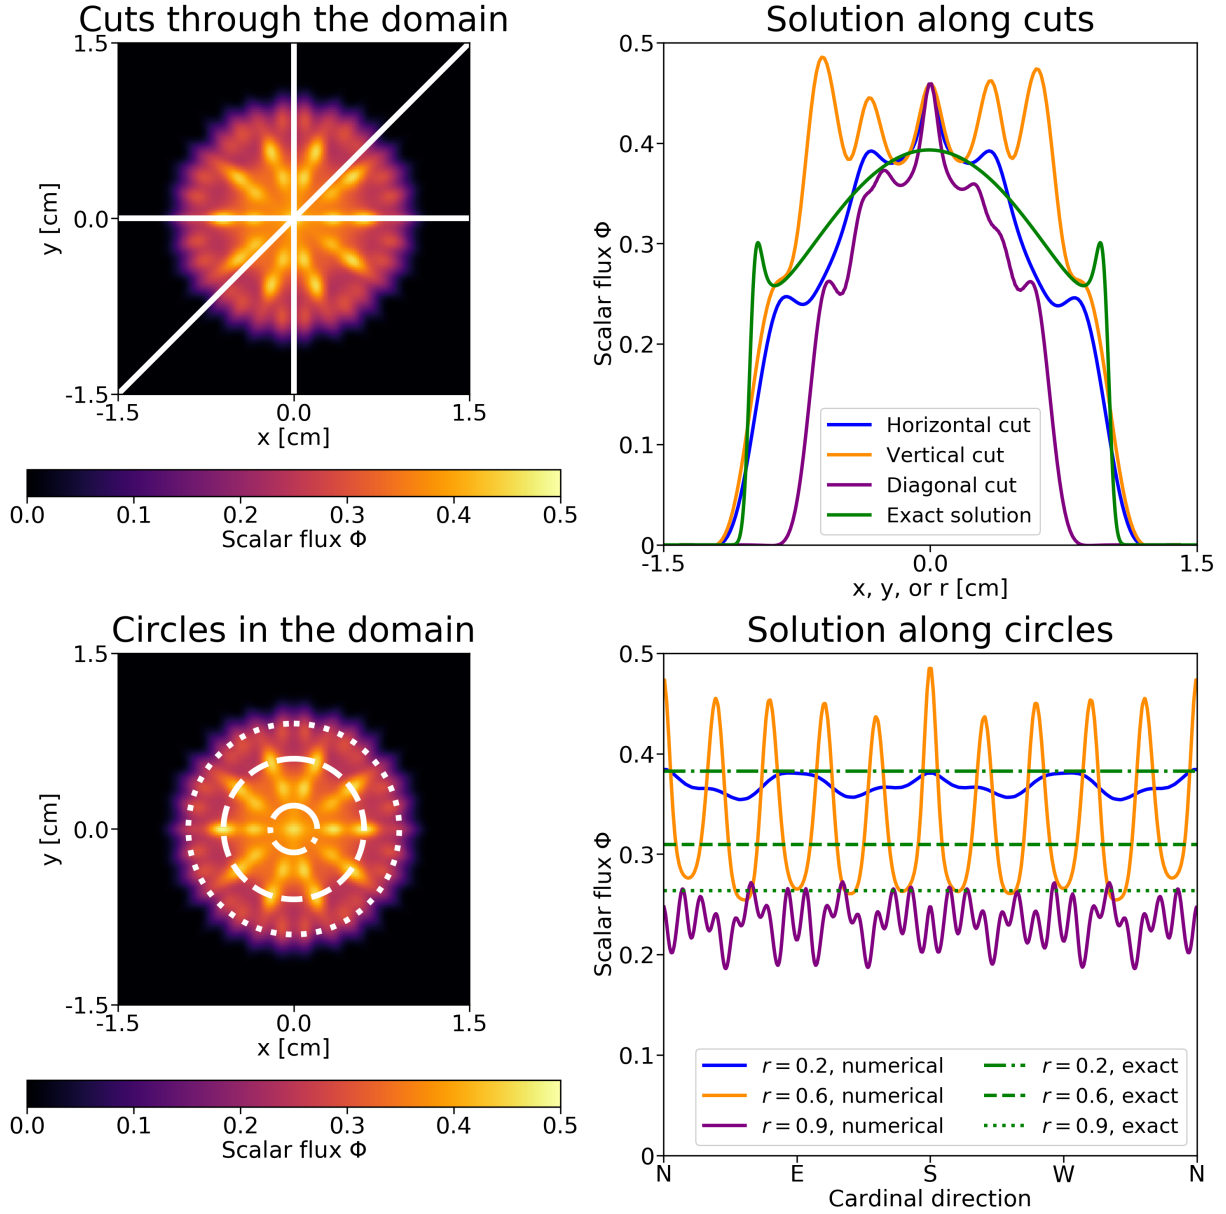 Cuts through the domain
1.5
0.0
-1.5
y [cm]
-1.5 0.0 1.5
x [cm]
0.0 0.1 0.2 0.3 0.4 0.5
Scalar flux Φ
Solution along cuts
0.5
0.4
0.3
0.2
0.1
0
Scalar flux Φ
Horizontal cut
Vertical cut
Diagonal cut
Exact solution
-1.5 0.0 1.5
x, y, or r [cm]
Circles in the domain
1.5
0.0
-1.5
y [cm]
-1.5 0.0 1.5
x [cm]
0.0 0.1 0.2 0.3 0.4 0.5
Scalar flux Φ
Solution along circles
0.5
0.4
0.3
0.2
0.1
0
Scalar flux Φ
r = 0.2, numerical
r = 0.6, numerical
r = 0.9, numerical
r = 0.2, exact
r = 0.6, exact
r = 0.9, exact
N E S W N
Cardinal direction